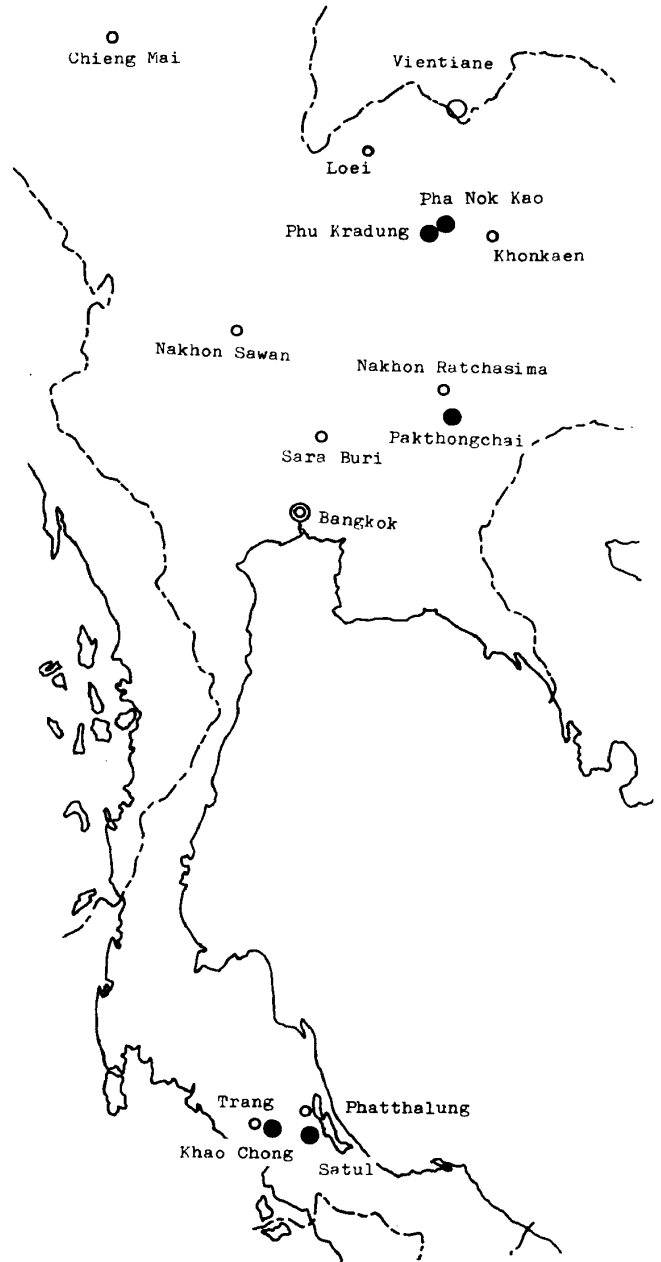 Chieng Mai
Vientiane
Loei
Pha Nok Kao
Phu Kradung
Khonkaen
Nakhon Sawan
Nakhon Ratchasima
Pakthongchai
Sara Buri
Bangkok
Trang
Phatthalung
Khao Chong
Satul